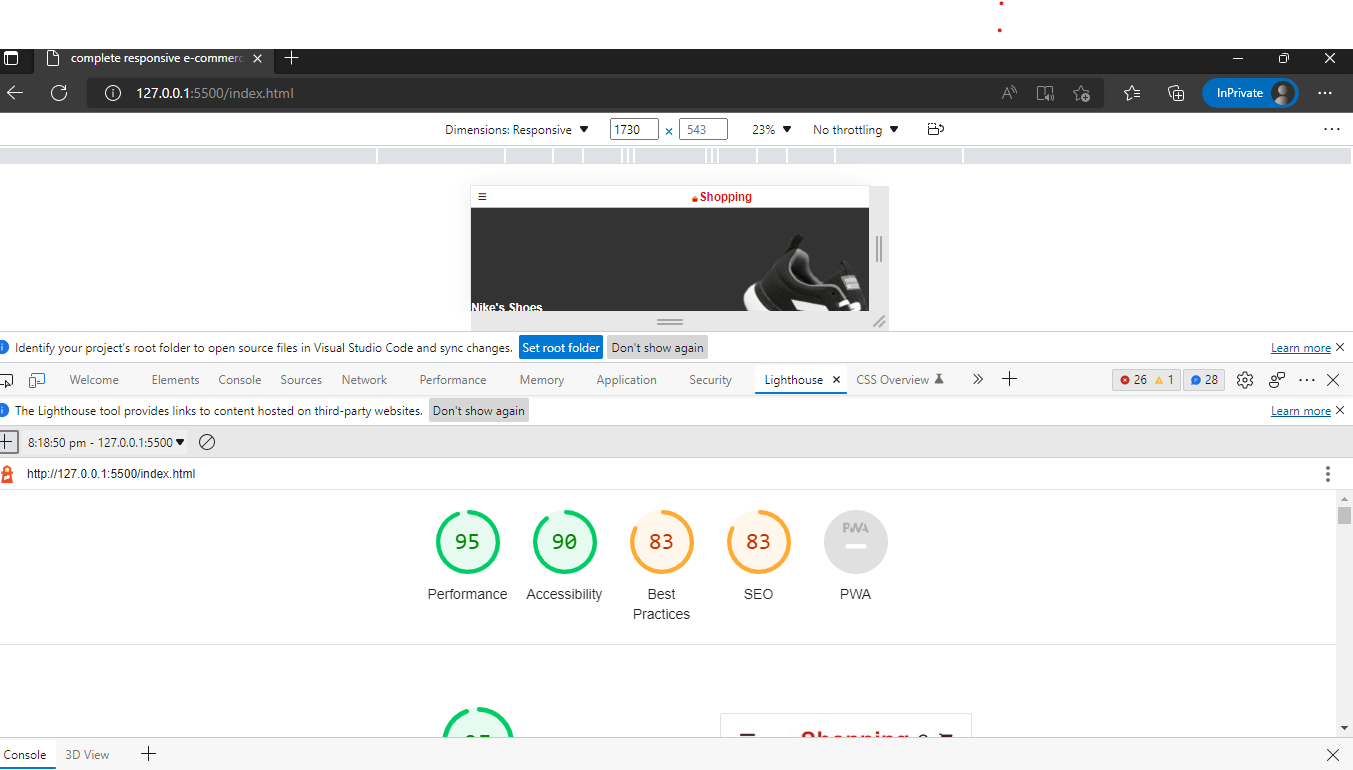 complete responsive e-commerc
127.0.0.1:5500/index.html
InPrivate
Dimensions: Responsive 1730 × 543 23% No throttling
Shopping
Nike's Shoes
Identify your project's root folder to open source files in Visual Studio Code and sync changes. Set root folder Don't show again Learn more
Welcome Elements Console Sources Network Performance Memory Application Security Lighthouse CSS Overview 26 1 28
The Lighthouse tool provides links to content hosted on third-party websites. Don't show again Learn more
8:18:50 pm - 127.0.0.1:5500
http://127.0.0.1:5500/index.html
95 90 83 83 PWA
Performance Accessibility Best Practices SEO PWA
Shopping
Console 3D View